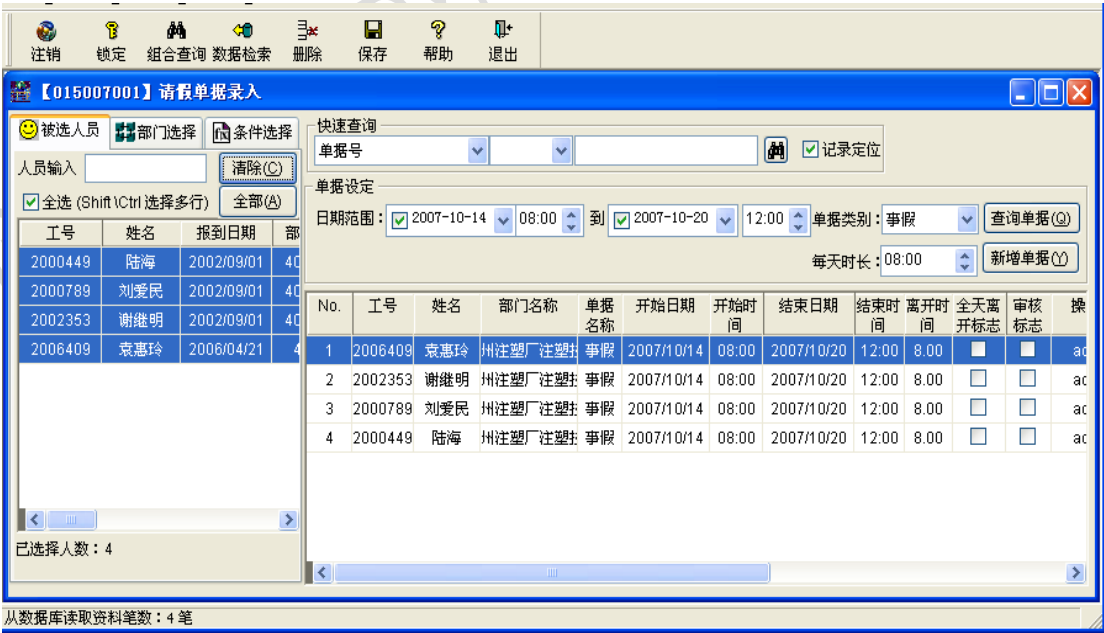 注销 锁定 组合查询 数据检索 删除 保存 帮助 退出
【015007001】请假单据录入
被选人员 部门选择 条件选择
人员输入 清除(C)
全选 (Shift \Ctrl 选择多行) 全部(A)
工号 姓名 报到日期 部
2000449 陆海 2002/09/01 40
2000789 刘爱民 2002/09/01 40
2002353 谢继明 2002/09/01 40
2006409 袁惠玲 2006/04/21 4
已选择人数：4
快速查询
单据号 记录定位
单据设定
日期范围： 2007-10-14 08:00 到 2007-10-20 12:00 单据类别：事假 查询单据(Q)
每天时长：08:00 新增单据(Y)
No. 工号 姓名 部门名称 单据名称 开始日期 开始时间 结束日期 结束时间 离开时间 全天离开标志 审核标志 操
1 2006409 袁惠玲 州注塑厂注塑技 事假 2007/10/14 08:00 2007/10/20 12:00 8.00 ad
2 2002353 谢继明 州注塑厂注塑技 事假 2007/10/14 08:00 2007/10/20 12:00 8.00 ad
3 2000789 刘爱民 州注塑厂注塑技 事假 2007/10/14 08:00 2007/10/20 12:00 8.00 ad
4 2000449 陆海 州注塑厂注塑技 事假 2007/10/14 08:00 2007/10/20 12:00 8.00 ad
从数据库读取资料笔数：4 笔